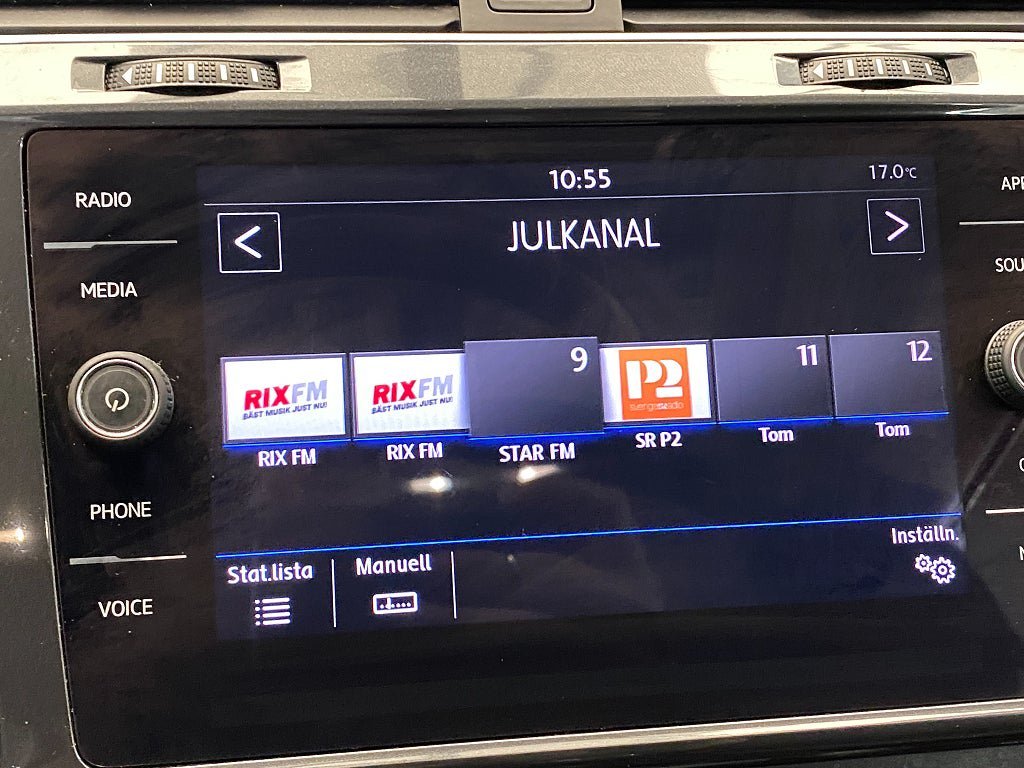 RADIO
MEDIA
PHONE
VOICE
10:55
17.0°C
<
JULKANAL
>
RIXFM
BÄST MUSIK JUST NU!
RIX FM
RIXFM
BÄST MUSIK JUST NU!
RIX FM
9
STAR FM
P2
sverigesradio
SR P2
11
Tom
12
Tom
Stat.lista
Manuell
Inställn.
AP
SOU